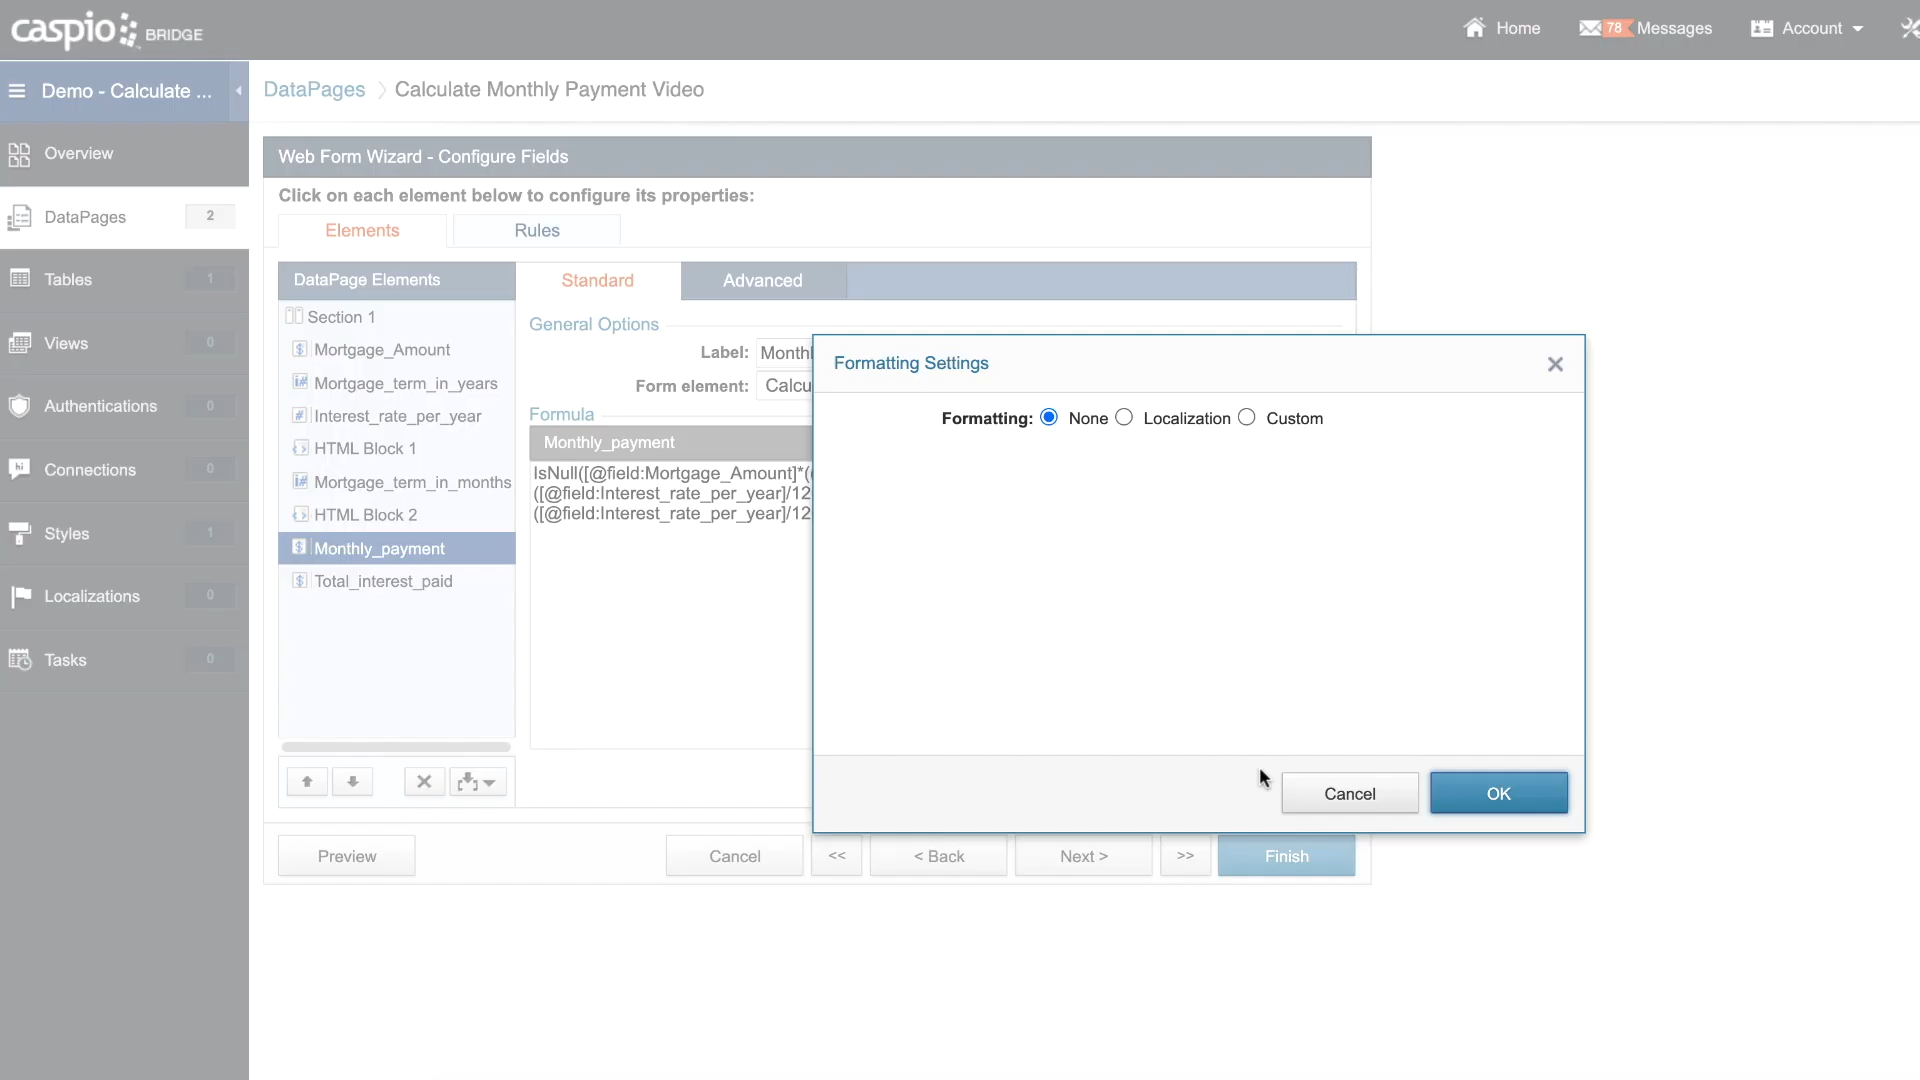 caspio BRIDGE
Home
78 Messages
Account
Demo - Calculate ...
DataPages
Calculate Monthly Payment Video
Overview
DataPages 2
Tables 1
Views 0
Authentications 0
Connections 0
Styles 1
Localizations 0
Tasks 0
Web Form Wizard - Configure Fields
Click on each element below to configure its properties:
Elements
Rules
DataPage Elements
Standard
Advanced
Section 1
Mortgage_Amount
Mortgage_term_in_years
Interest_rate_per_year
HTML Block 1
Mortgage_term_in_months
HTML Block 2
Monthly_payment
Total_interest_paid
General Options
Label: Monthl
Form element: Calcu
Formula
Monthly_payment
IsNull([@field:Mortgage_Amount]*((
([@field:Interest_rate_per_year]/12
([@field:Interest_rate_per_year]/12
Formatting Settings
Formatting: None Localization Custom
Cancel
OK
Preview
Cancel
<<
< Back
Next >
>>
Finish